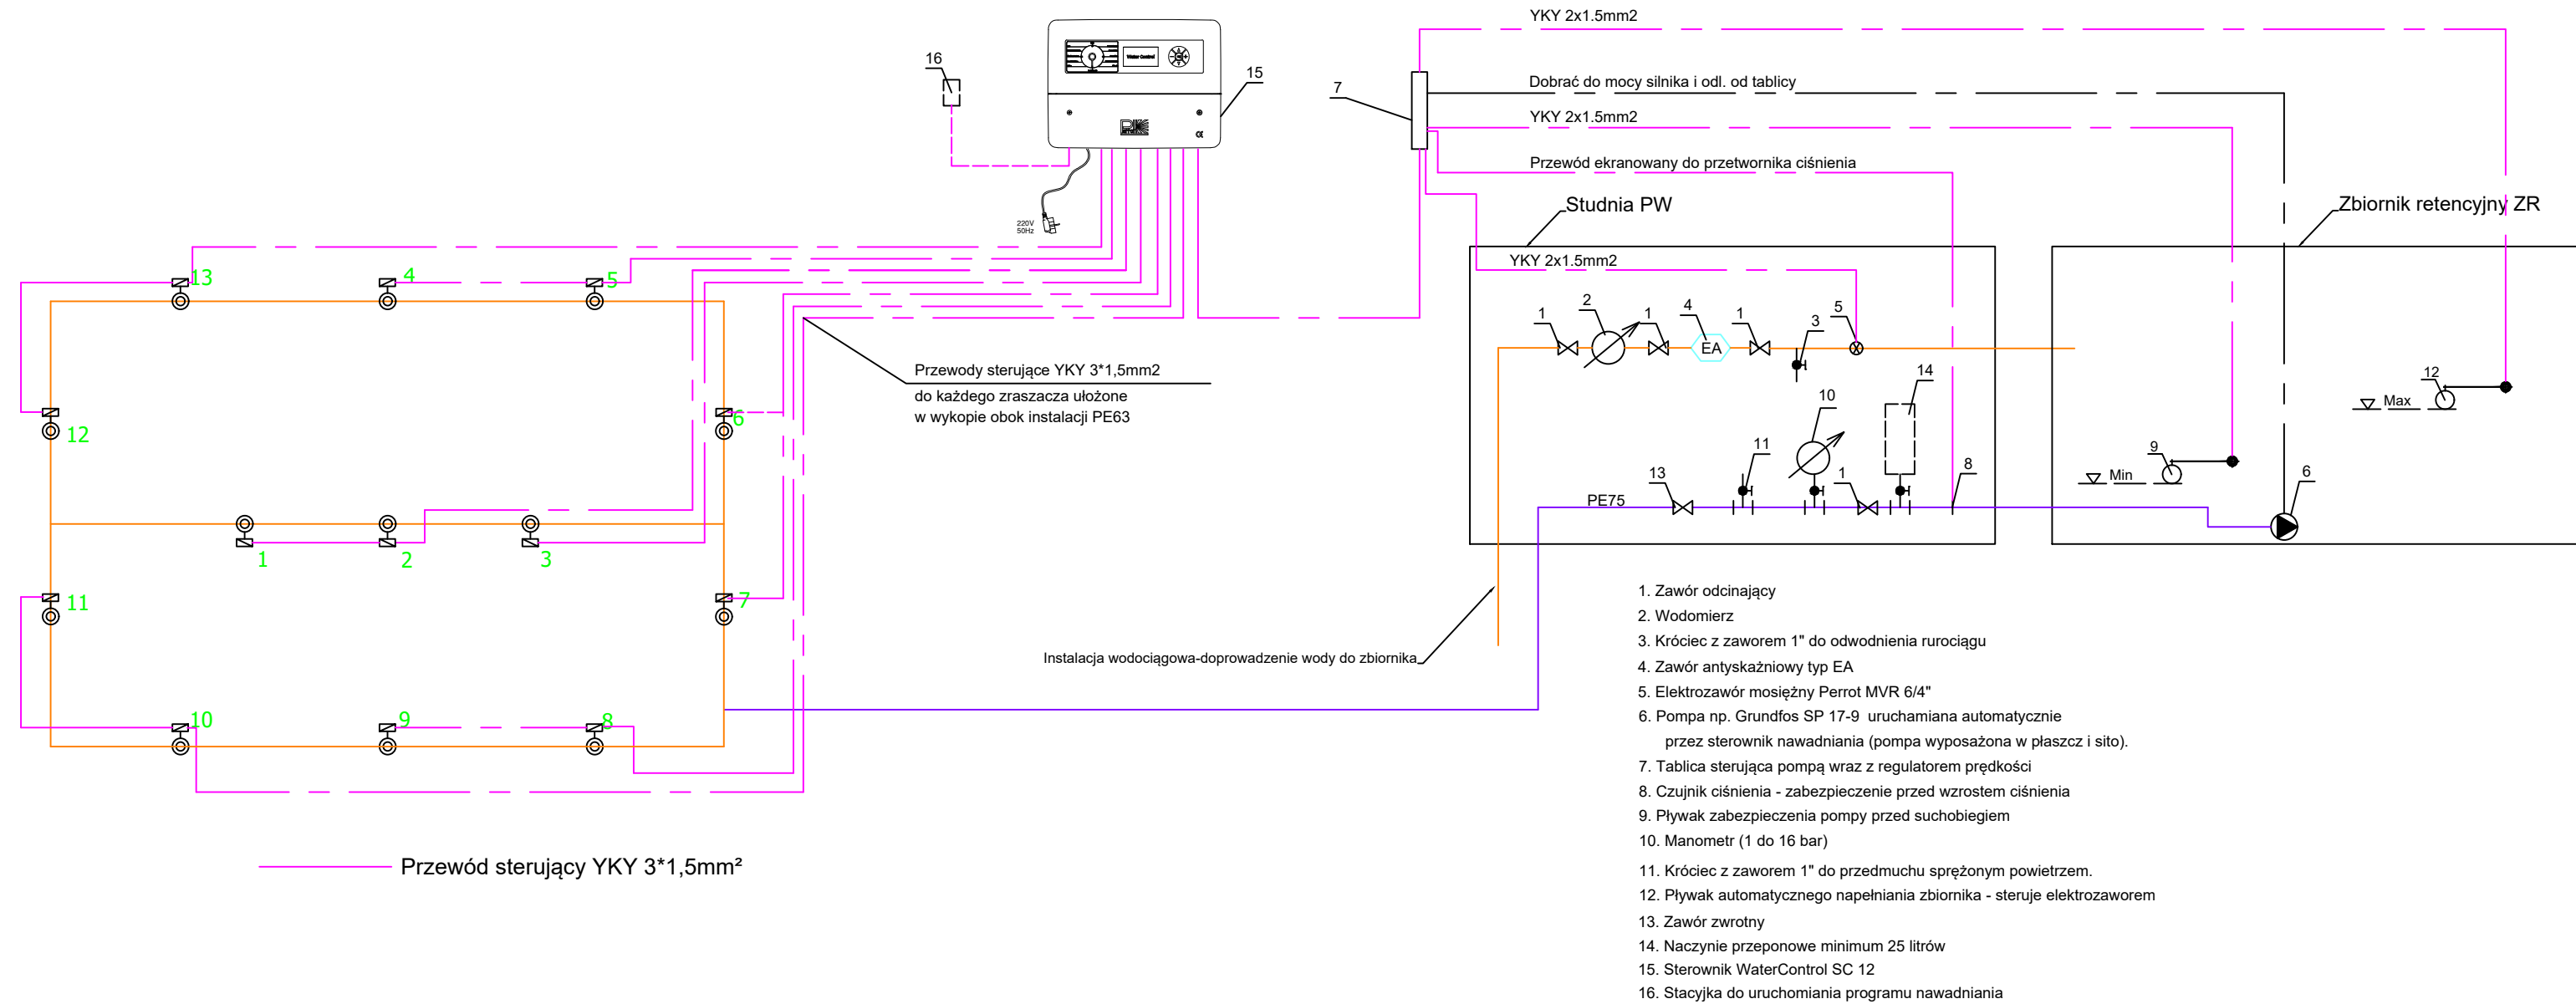 YKY 2x1.5mm2
16
15
7
Dobrać do mocy silnika i odl. od tablicy
YKY 2x1.5mm2
Przewód ekranowany do przetwornika ciśnienia
Water Control
220V
50Hz
Studnia PW
Zbiornik retencyjny ZR
YKY 2x1.5mm2
13
4
5
12
6
11
7
1
2
3
10
9
8
Przewody sterujące YKY 3*1,5mm2
do każdego zraszacza ułożone
w wykopie obok instalacji PE63
1
2
1
4
EA
1
3
5
14
10
11
13
1
8
PE75
12
Max
9
Min
6
Instalacja wodociągowa-doprowadzenie wody do zbiornika
Przewód sterujący YKY 3*1,5mm²
1. Zawór odcinający
2. Wodomierz
3. Króciec z zaworem 1" do odwodnienia rurociągu
4. Zawór antyskażniowy typ EA
5. Elektrozawór mosiężny Perrot MVR 6/4"
6. Pompa np. Grundfos SP 17-9 uruchamiana automatycznie
przez sterownik nawadniania (pompa wyposażona w płaszcz i sito).
7. Tablica sterująca pompą wraz z regulatorem prędkości
8. Czujnik ciśnienia - zabezpieczenie przed wzrostem ciśnienia
9. Pływak zabezpieczenia pompy przed suchobiegiem
10. Manometr (1 do 16 bar)
11. Króciec z zaworem 1" do przedmuchu sprężonym powietrzem.
12. Pływak automatycznego napełniania zbiornika - steruje elektrozaworem
13. Zawór zwrotny
14. Naczynie przeponowe minimum 25 litrów
15. Sterownik WaterControl SC 12
16. Stacyjka do uruchomiania programu nawadniania